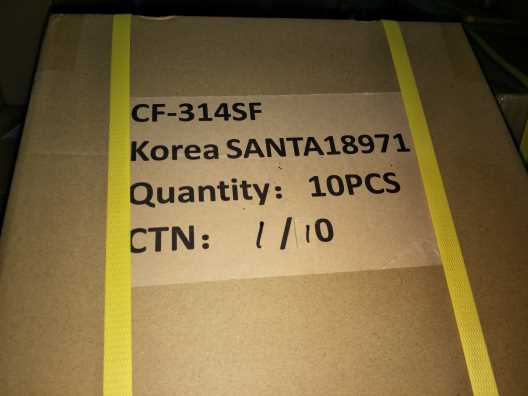 CF-314SF
Korea SANTA18971
Quantity： 10PCS
CTN： 1/10